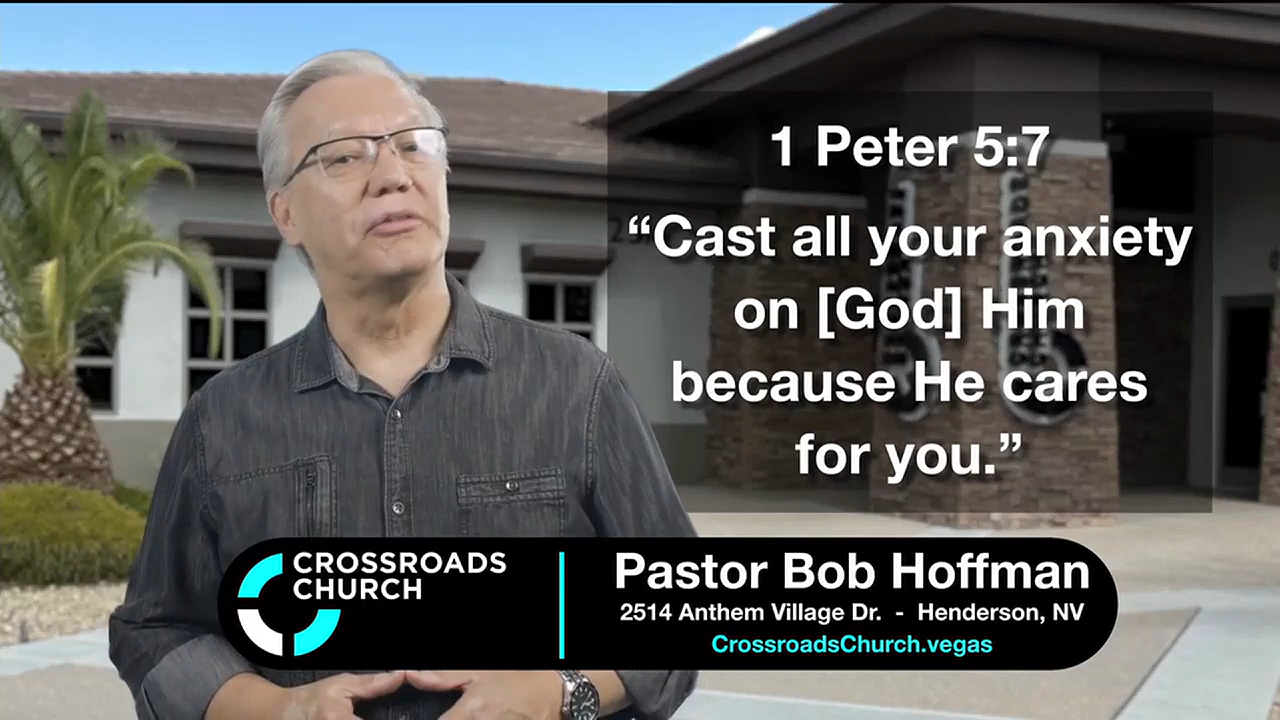 1 Peter 5:7
“Cast all your anxiety
on [God] Him
because He cares
for you.”
CROSSROADS
CHURCH
Pastor Bob Hoffman
2514 Anthem Village Dr. - Henderson, NV
CrossroadsChurch.vegas